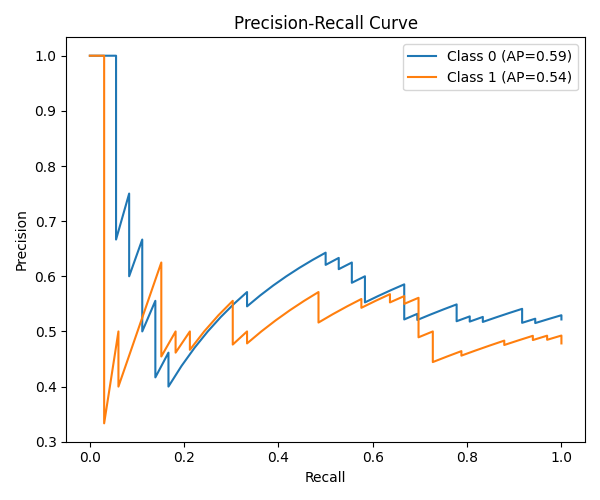 Precision-Recall Curve
Class 0 (AP=0.59)
Class 1 (AP=0.54)
Precision
1.0
0.9
0.8
0.7
0.6
0.5
0.4
0.3
0.0 0.2 0.4 0.6 0.8 1.0
Recall